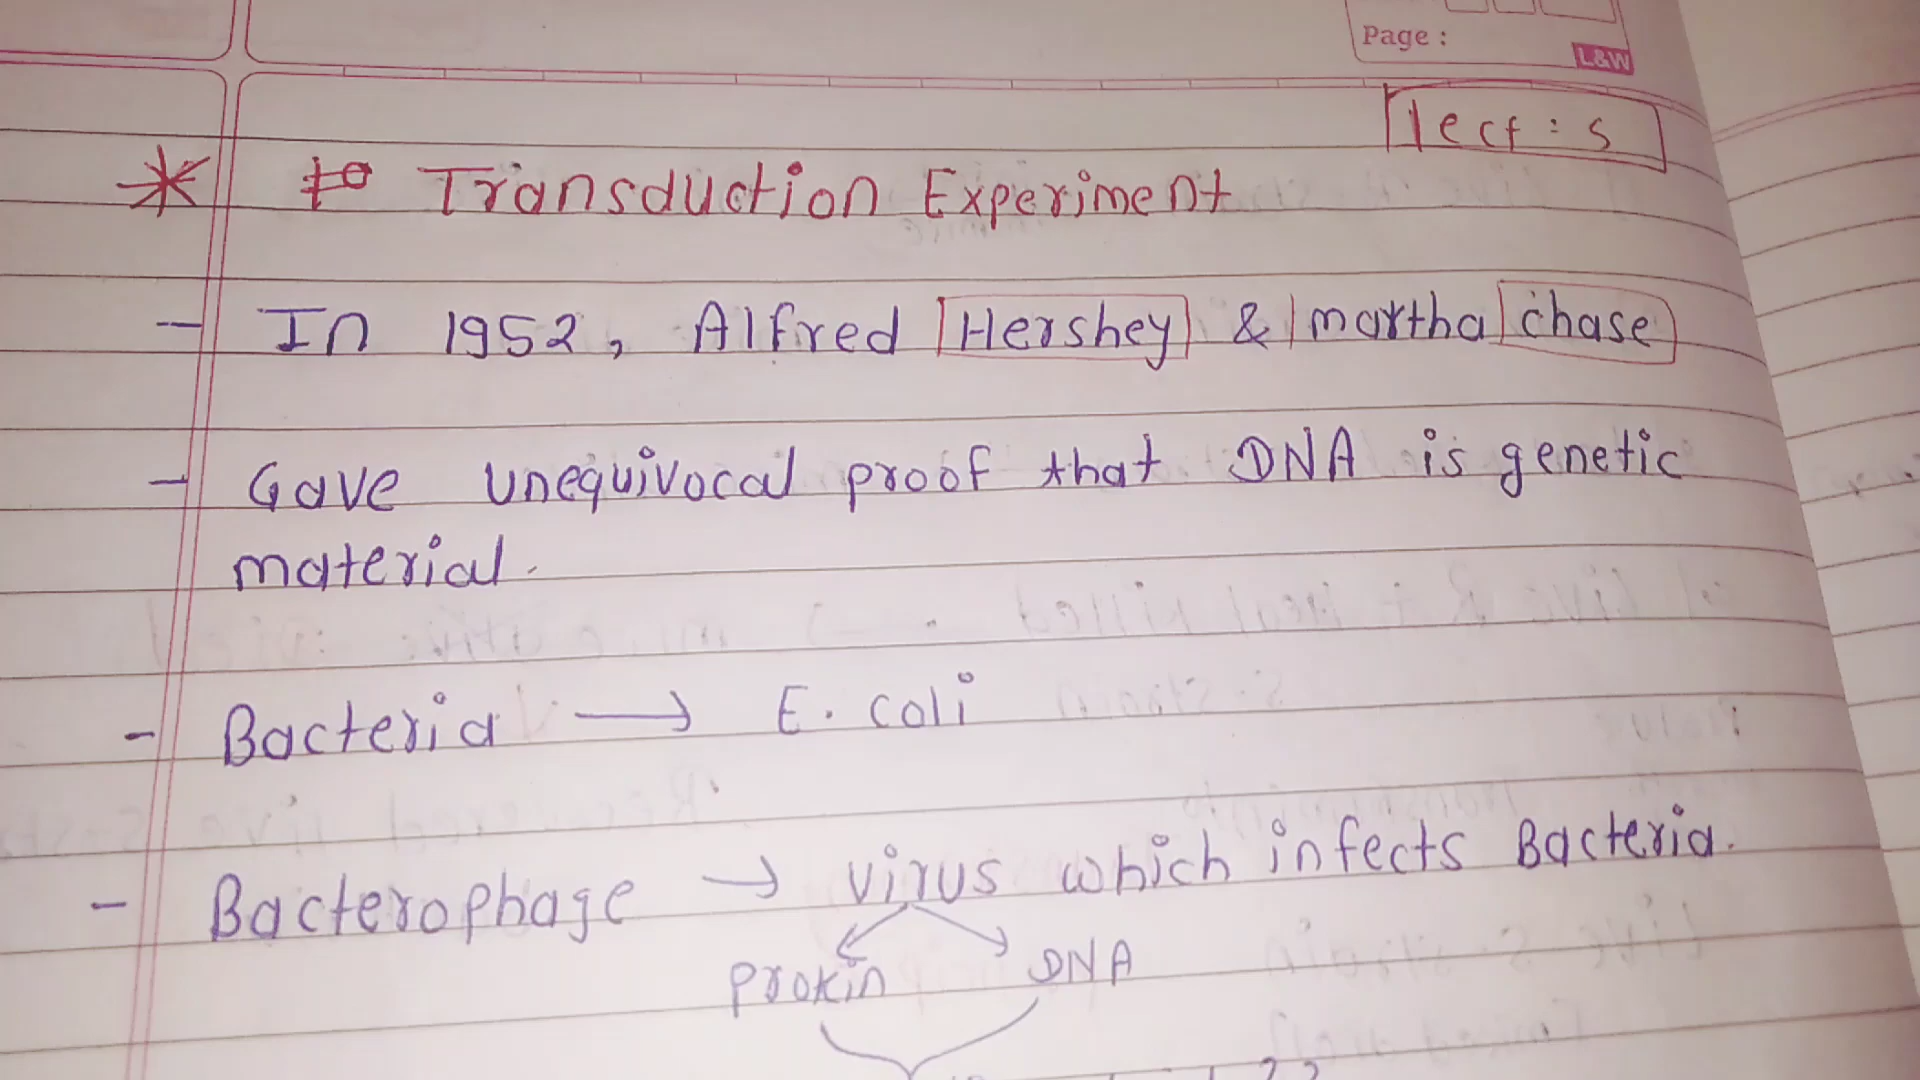 Page :
L&W
lect : 5
* Transduction Experiment
- In 1952, Alfred Hershey & martha chase
- Gave unequivocal proof that DNA is genetic
material.
- Bacteria → E. coli
- Bacterophage → virus which infects Bacteria.
protein DNA